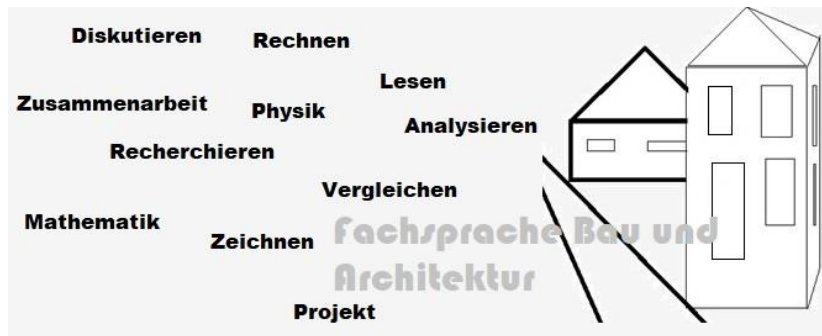 Diskutieren
Rechnen
Lesen
Zusammenarbeit
Physik
Analysieren
Recherchieren
Vergleichen
Mathematik
Zeichnen
Fachsprache Bau und
Architektur
Projekt